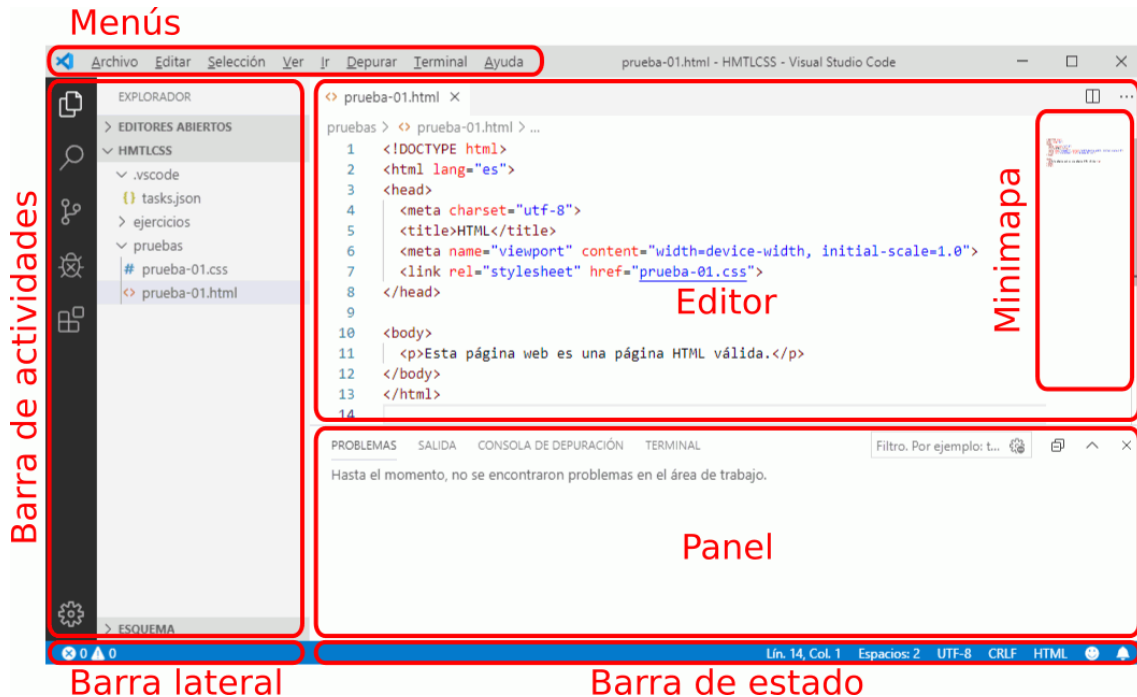 Menús
Archivo Editar Selección Ver Ir Depurar Terminal Ayuda
prueba-01.html - HMTLCSS - Visual Studio Code
Barra de actividades
EXPLORADOR
EDITORES ABIERTOS
HMTLCSS
.vscode
{} tasks.json
ejercicios
pruebas
# prueba-01.css
<> prueba-01.html
ESQUEMA
<> prueba-01.html ×
pruebas > <> prueba-01.html > ...
1 <!DOCTYPE html>
2 <html lang="es">
3 <head>
4 <meta charset="utf-8">
5 <title>HTML</title>
6 <meta name="viewport" content="width=device-width, initial-scale=1.0">
7 <link rel="stylesheet" href="prueba-01.css">
8 </head>
9
10 <body>
11 <p>Esta página web es una página HTML válida.</p>
12 </body>
13 </html>
14
Editor
Minimapa
PROBLEMAS SALIDA CONSOLA DE DEPURACIÓN TERMINAL
Filtro. Por ejemplo: t...
Hasta el momento, no se encontraron problemas en el área de trabajo.
Panel
0 0
Lín. 14, Col. 1 Espacios: 2 UTF-8 CRLF HTML
Barra lateral
Barra de estado